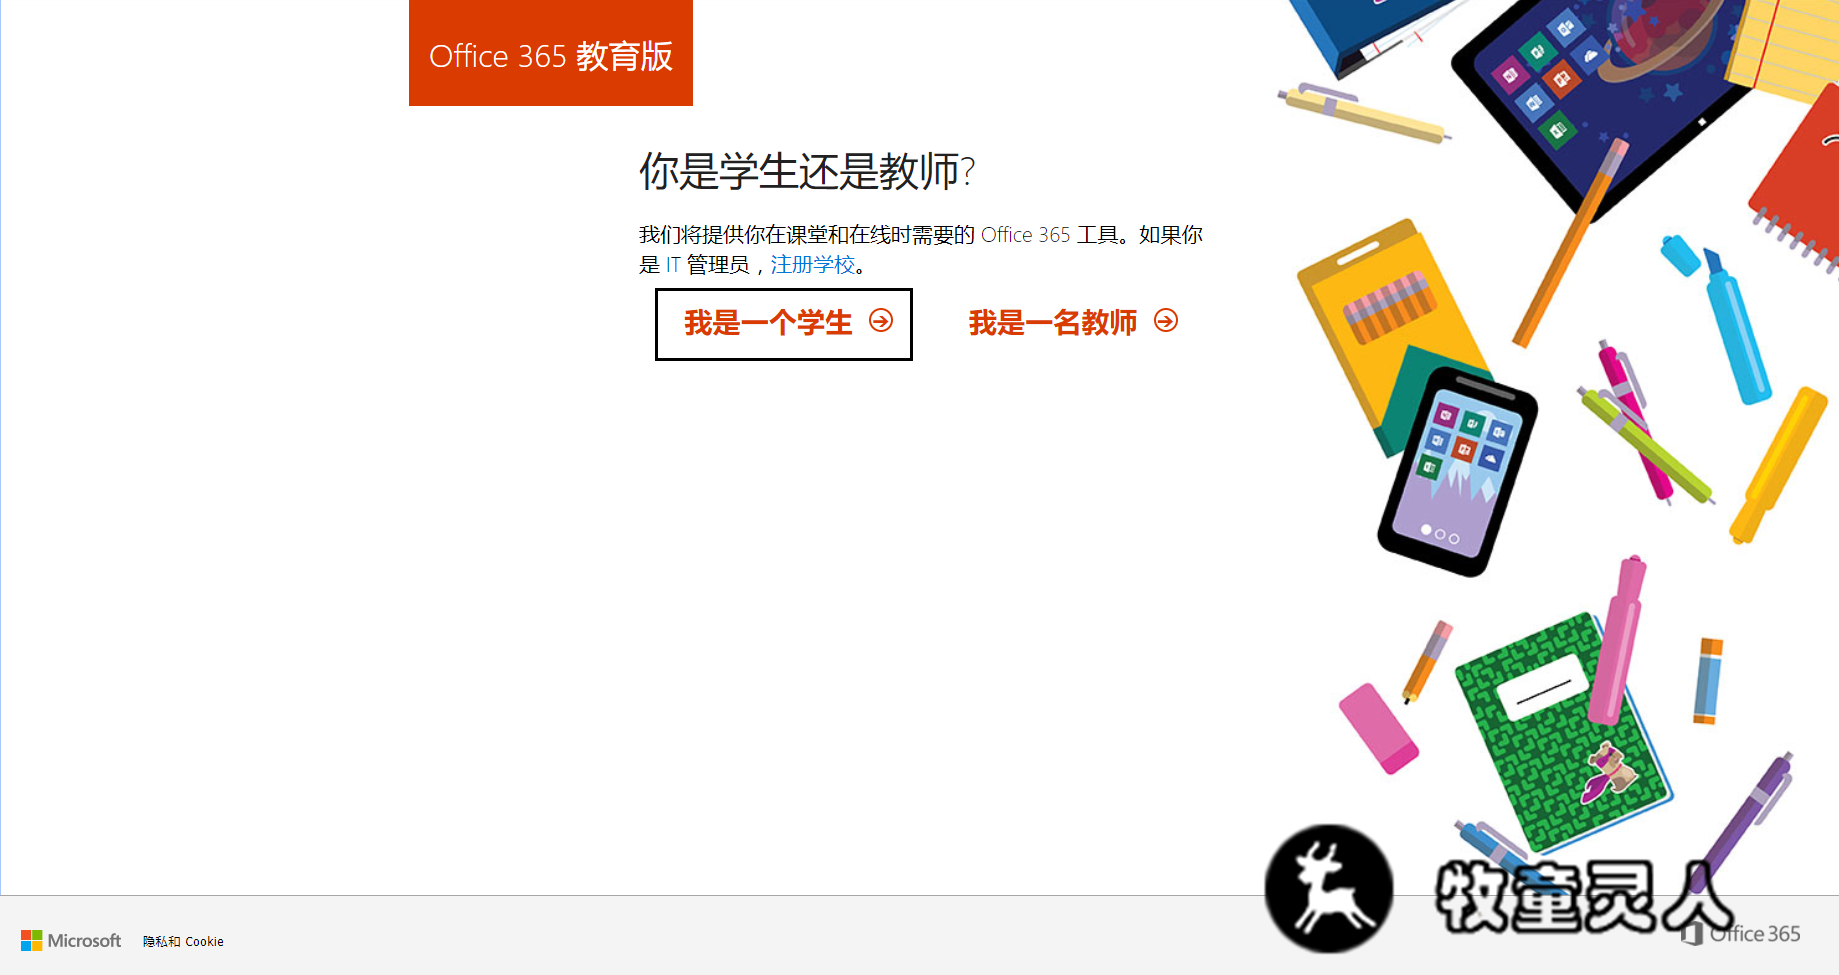 Office 365 教育版
你是学生还是教师?
我们将提供你在课堂和在线时需要的 Office 365 工具。如果你
是 IT 管理员，注册学校。
我是一个学生
我是一名教师
牧童灵人
Microsoft
隐私和 Cookie
Office 365